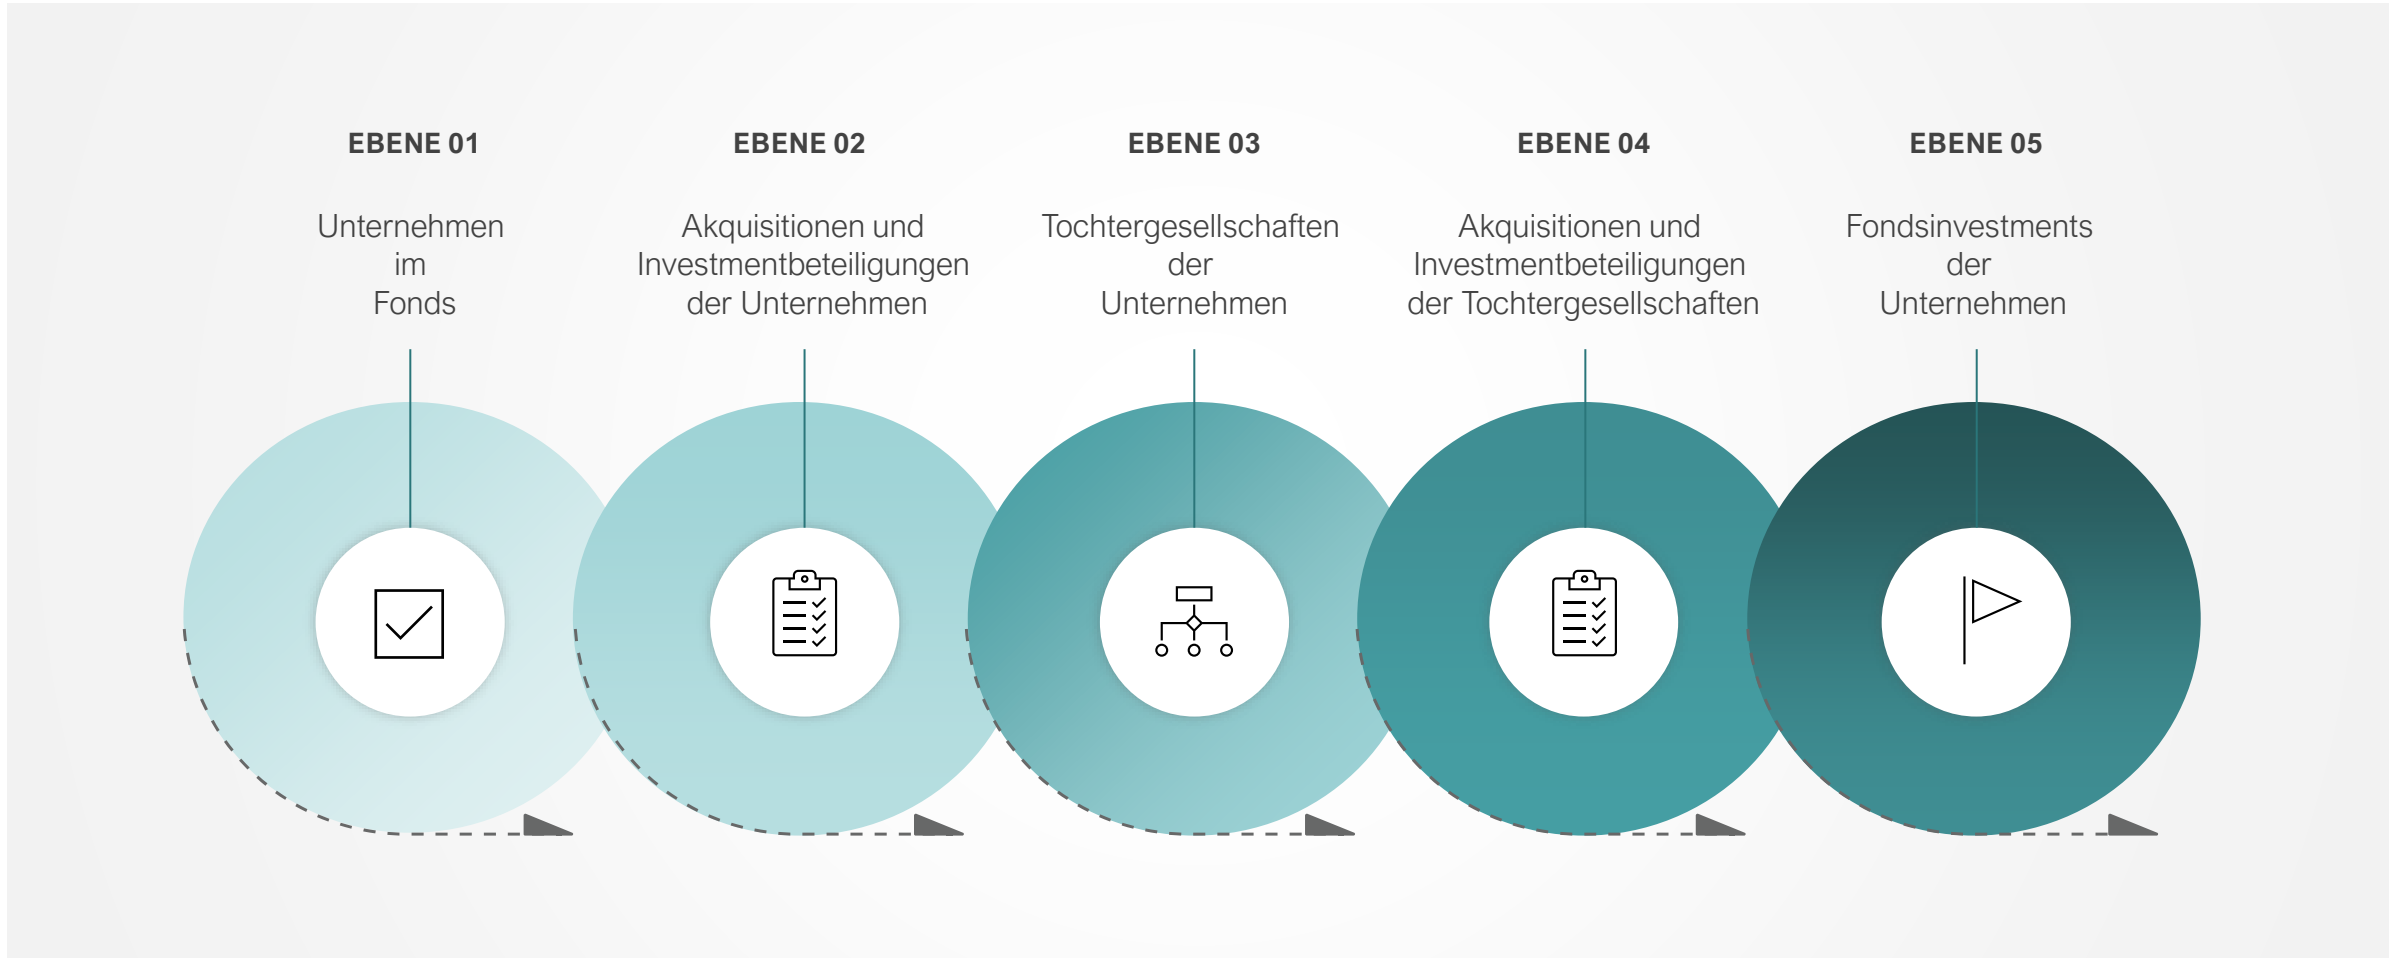 EBENE 01
Unternehmen
im
Fonds
EBENE 02
Akquisitionen und
Investmentbeteiligungen
der Unternehmen
EBENE 03
Tochtergesellschaften
der
Unternehmen
EBENE 04
Akquisitionen und
Investmentbeteiligungen
der Tochtergesellschaften
EBENE 05
Fondsinvestments
der
Unternehmen